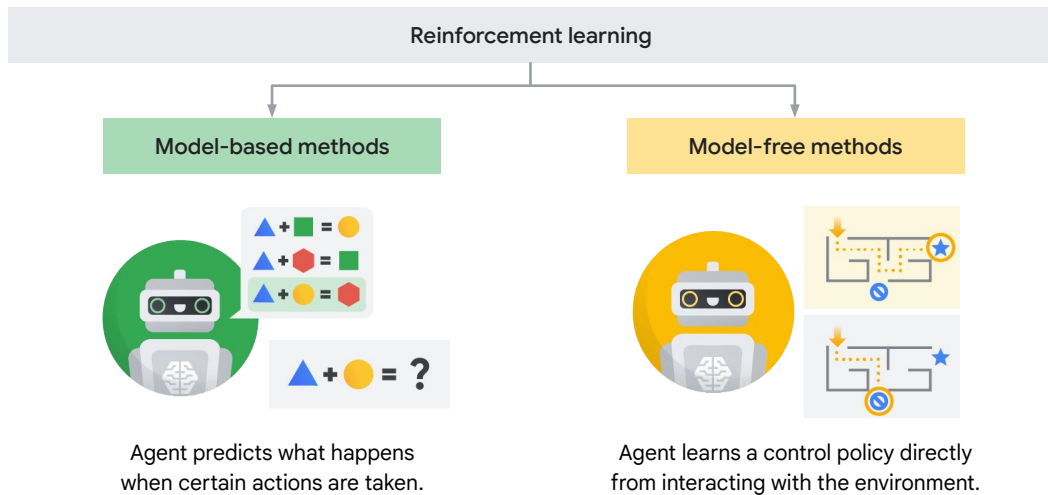 Reinforcement learning
Model-based methods
Model-free methods
+ =
+ =
+ =
+ = ?
Agent predicts what happens
when certain actions are taken.
Agent learns a control policy directly
from interacting with the environment.